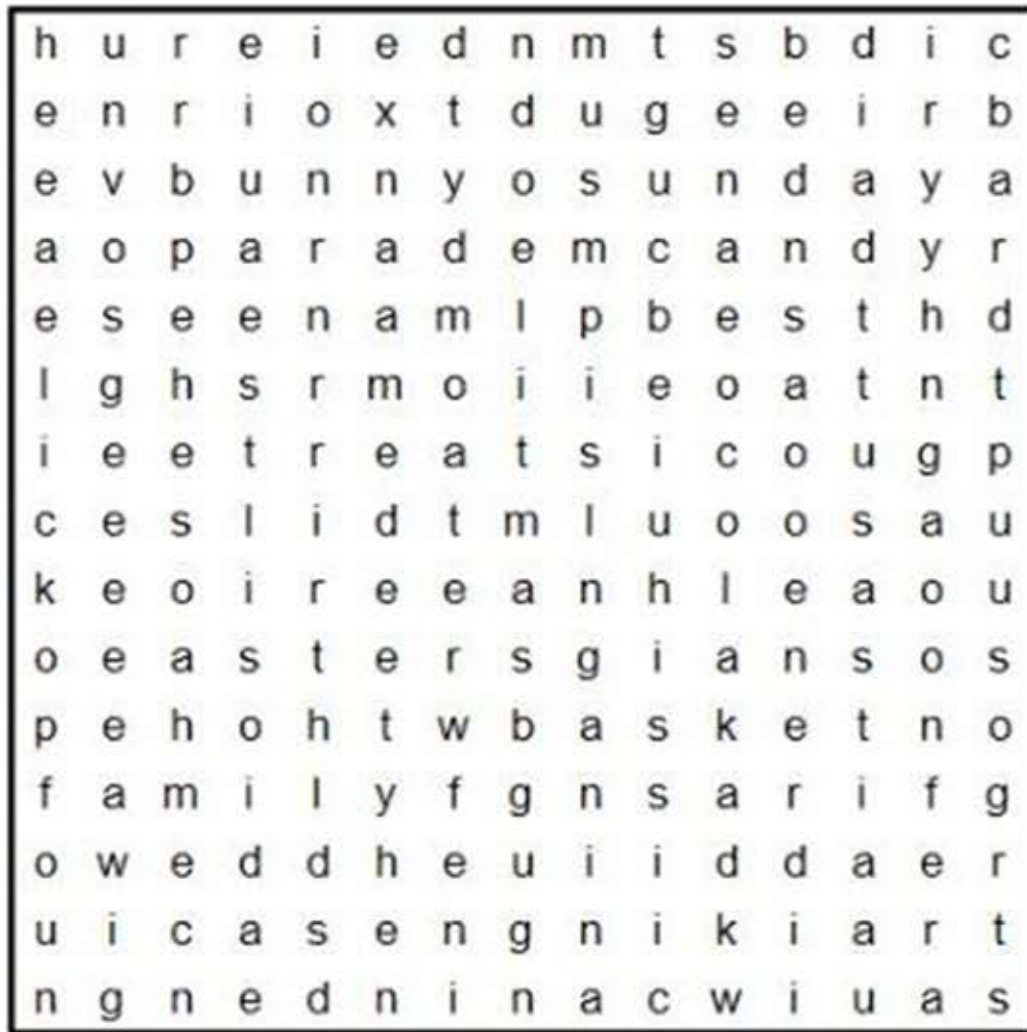 h u r e i e d n m t s b d i c
e n r i o x t d u g e e i r b
e v b u n n y o s u n d a y a
a o p a r a d e m c a n d y r
e s e e n a m l p b e s t h d
l g h s r m o i i e o a t n t
i e e t r e a t s i c o u g p
c e s l i d t m l u o o s a u
k e o i r e e a n h l e a o u
o e a s t e r s g i a n s o s
p e h o h t w b a s k e t n o
f a m i l y f g n s a r i f g
o w e d d h e u i i d d a e r
u i c a s e n g n i k i a r t
n g n e d n i n a c w i u a s